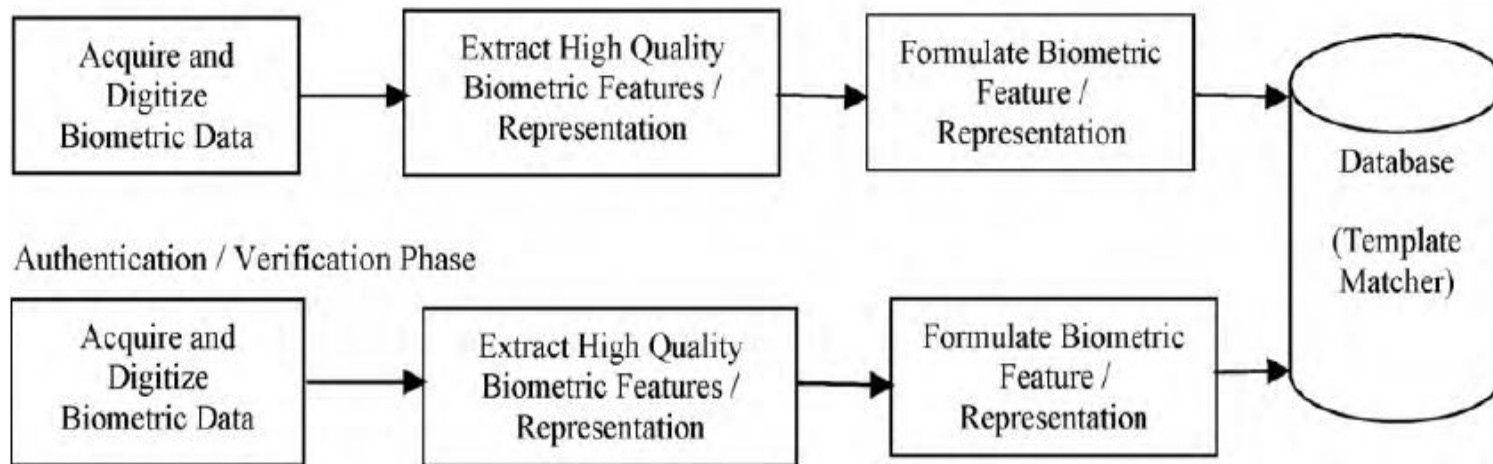 Acquire and
Digitize
Biometric Data
Extract High Quality
Biometric Features /
Representation
Formulate Biometric
Feature /
Representation
Database
(Template
Matcher)
Authentication / Verification Phase
Acquire and
Digitize
Biometric Data
Extract High Quality
Biometric Features /
Representation
Formulate Biometric
Feature /
Representation